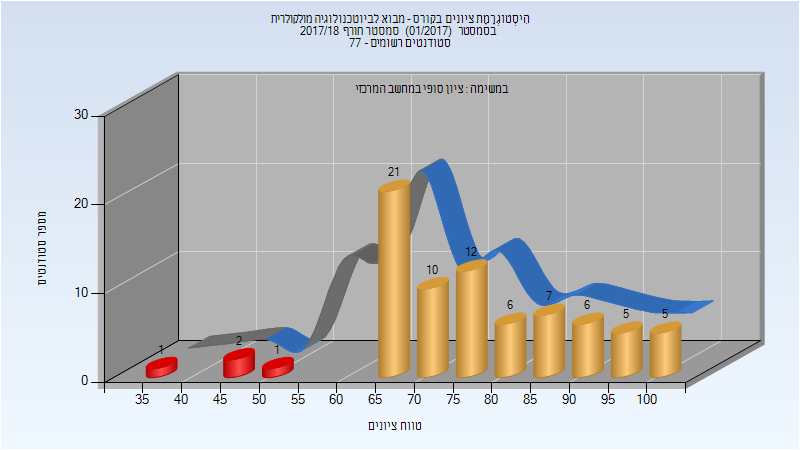 הִיסְטוֹגְרָמַת ציונים בקורס - מבוא לביוטכנולוגיה מולקולרית
בסמסטר (01/2017) סמסטר חורף 2017/18
סטודנטים רשומים - 77
במשימה : ציון סופי במחשב המרכזי
מספר סטודנטים
30
20
10
0
1
2
1
21
10
12
6
7
6
5
5
35 40 45 50 55 60 65 70 75 80 85 90 95 100
טווח ציונים